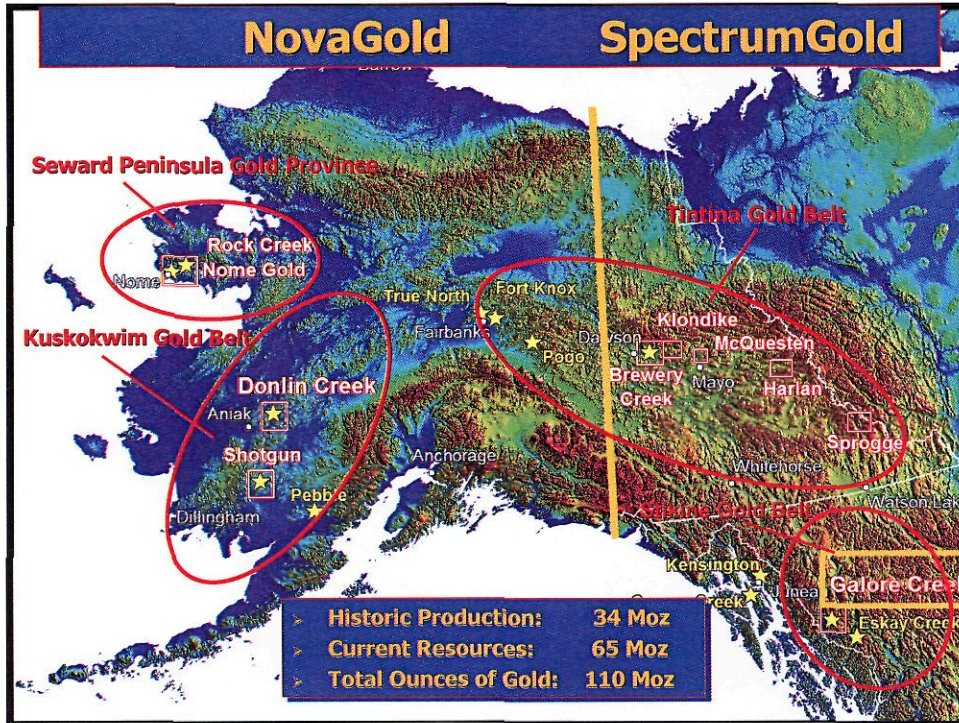 NovaGold SpectrumGold
Barrow
Seward Peninsula Gold Province
Tintina Gold Belt
Rock Creek
Nome Nome Gold
True North Fort Knox
Kuskokwim Gold Belt
Fairbanks
Pogo
Dawson
Klondike
McQuesten
Brewery
Creek
Mayo
Harlan
Donlin Creek
Aniak
Sprogge
Shotgun
Anchorage
Whitehorse
Pebble
Dillingham
Watson Lake
Stikine Gold Belt
Kensington
Creek
Galore Creek
Eskay Creek
Historic Production: 34 Moz
Current Resources: 65 Moz
Total Ounces of Gold: 110 Moz